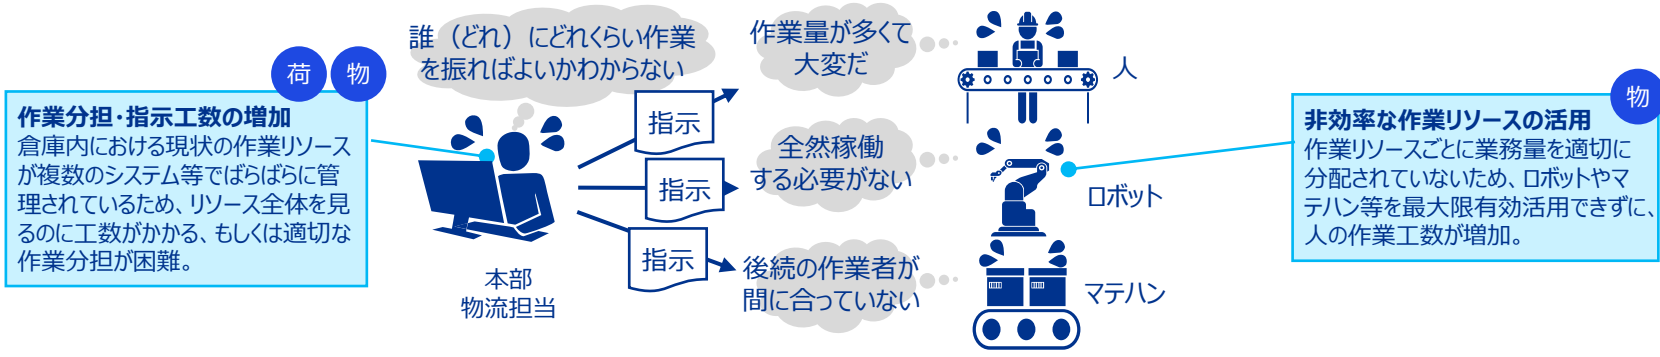 荷
物
作業分担・指示工数の増加
倉庫内における現状の作業リソース
が複数のシステム等でばらばらに管
理されているため、リソース全体を見
るのに工数がかかる、もしくは適切な
作業分担が困難。
誰（どれ）にどれくらい作業
を振ればよいかわからない
本部
物流担当
指示
指示
指示
作業量が多くて
大変だ
全然稼働
する必要がない
後続の作業者が
間に合っていない
人
ロボット
マテハン
物
非効率な作業リソースの活用
作業リソースごとに業務量を適切に
分配されていないため、ロボットやマ
テハン等を最大限有効活用できずに、
人の作業工数が増加。